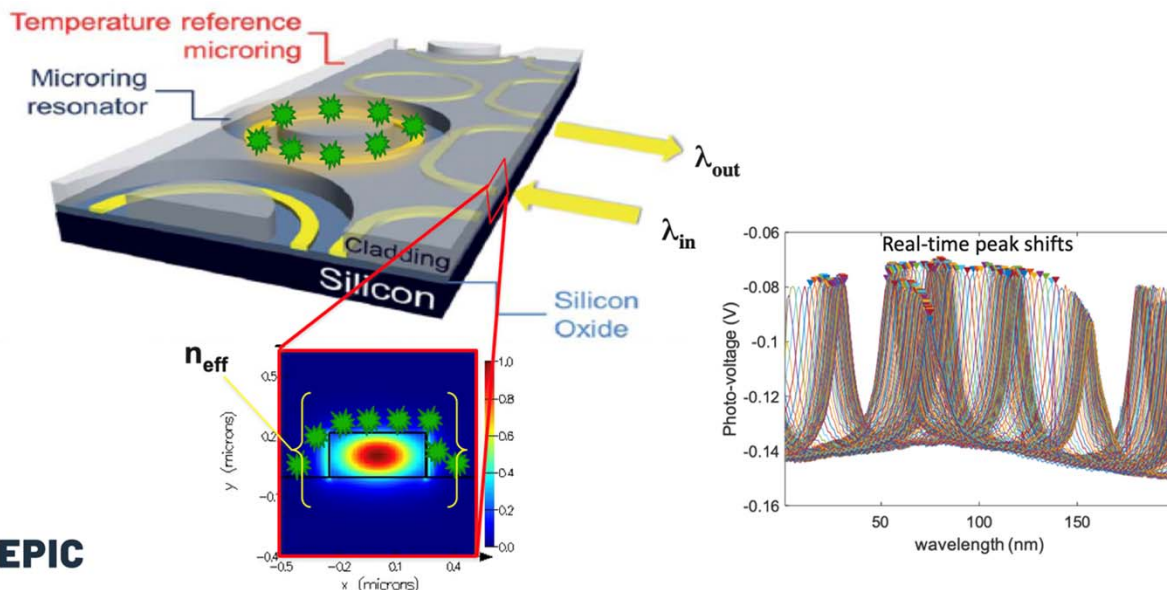 Temperature reference
microring
Microring
resonator
λout
λin
Cladding
Silicon
Silicon
Oxide
neff
0.5
0.2
-0.1
-0.4
y (microns)
-0.5
-0.2
0.1
0.4
x (microns)
1.0
0.8
0.6
0.4
0.2
0.0
Real-time peak shifts
-0.06
-0.08
-0.1
-0.12
-0.14
-0.16
Photo-voltage (V)
50
100
150
wavelength (nm)
EPIC